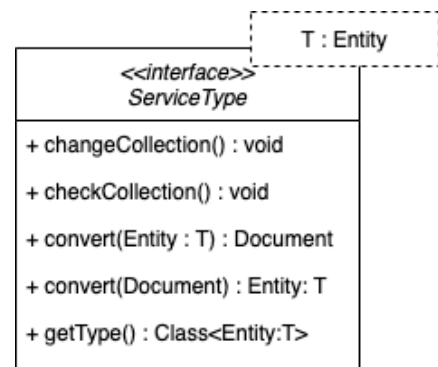 T : Entity
<<interface>>
ServiceType
+ changeCollection() : void
+ checkCollection() : void
+ convert(Entity : T) : Document
+ convert(Document) : Entity: T
+ getType() : Class<Entity:T>